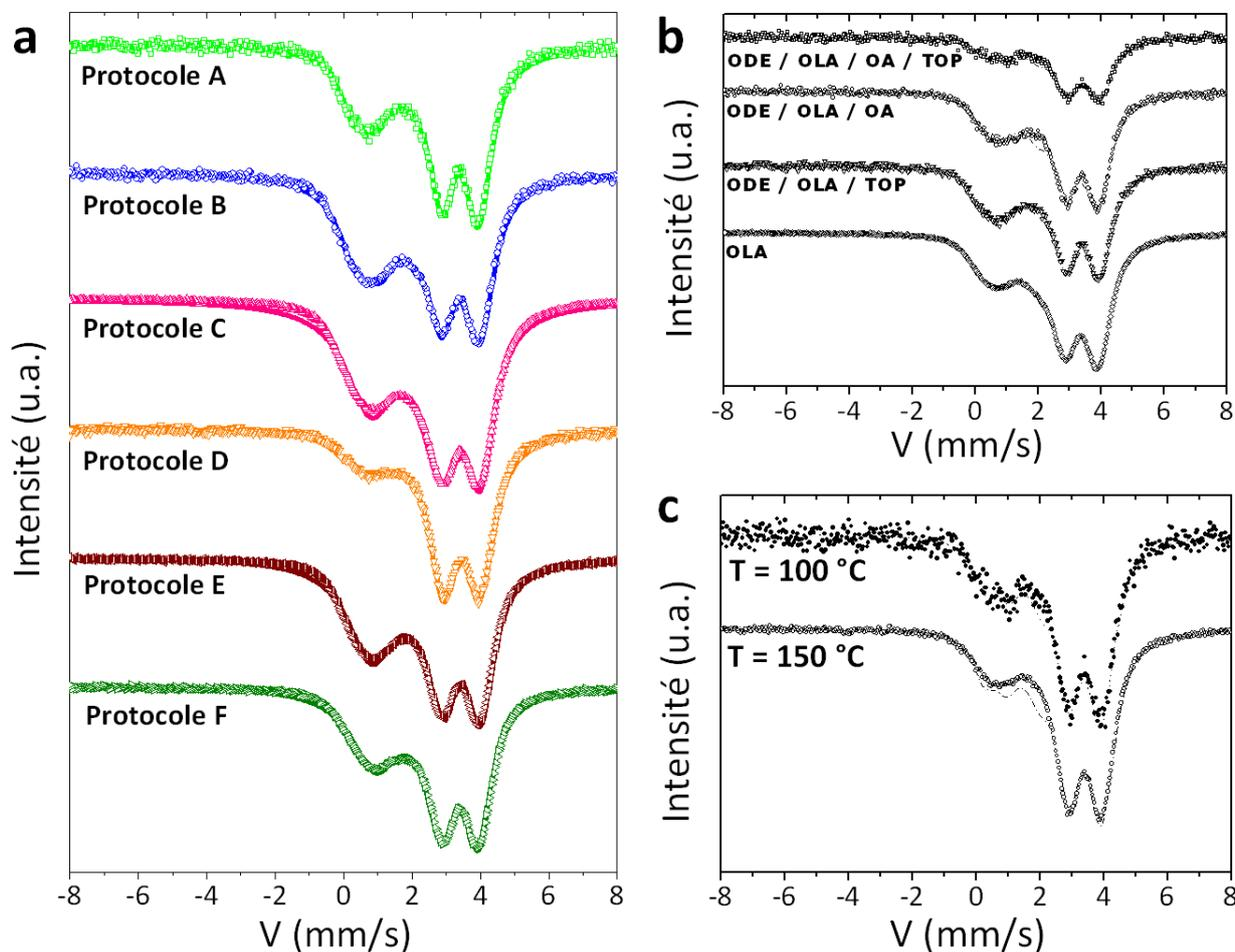 a
Protocole A
Protocole B
Protocole C
Protocole D
Protocole E
Protocole F
Intensité (u.a.)
-8 -6 -4 -2 0 2 4 6 8
V (mm/s)
b
ODE / OLA / OA / TOP
ODE / OLA / OA
ODE / OLA / TOP
OLA
Intensité (u.a.)
-8 -6 -4 -2 0 2 4 6 8
V (mm/s)
c
T = 100 °C
T = 150 °C
Intensité (u.a.)
-8 -6 -4 -2 0 2 4 6 8
V (mm/s)